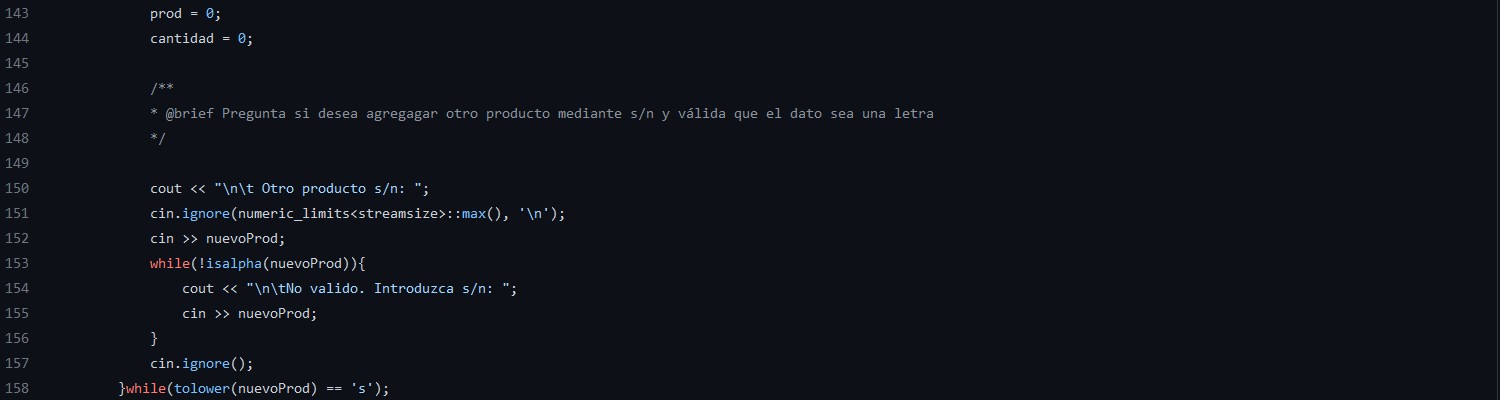 143 prod = 0;
144 cantidad = 0;
145
146 /**
147 * @brief Pregunta si desea agregagar otro producto mediante s/n y válida que el dato sea una letra
148 */
149
150 cout << "\n\t Otro producto s/n: ";
151 cin.ignore(numeric_limits<streamsize>::max(), '\n');
152 cin >> nuevoProd;
153 while(!isalpha(nuevoProd)){
154 cout << "\n\tNo valido. Introduzca s/n: ";
155 cin >> nuevoProd;
156 }
157 cin.ignore();
158 }while(tolower(nuevoProd) == 's');